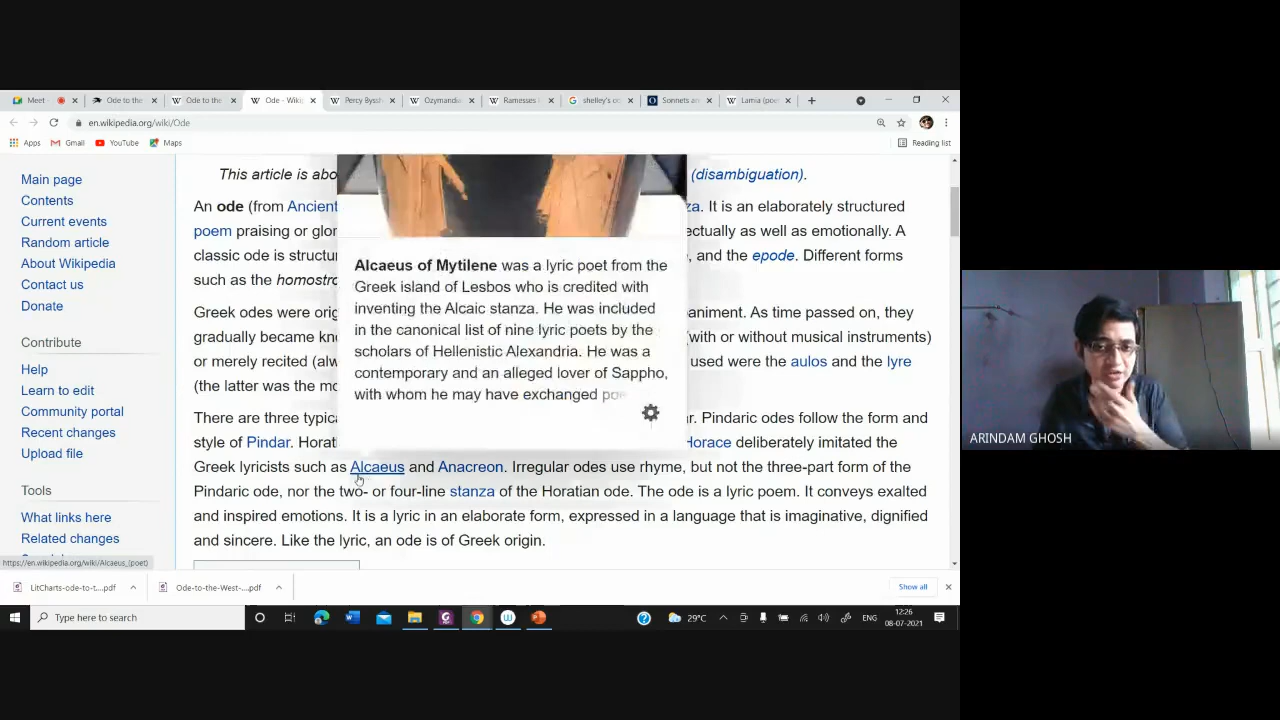 Meet
Ode to the
Ode to the
Ode - Wiki
Percy Byssh
Ozymandia
Ramesses I
shelley's o
Sonnets an
Lamia (poe
en.wikipedia.org/wiki/Ode
Apps Gmail YouTube Maps Reading list
Main page
Contents
Current events
Random article
About Wikipedia
Contact us
Donate
Contribute
Help
Learn to edit
Community portal
Recent changes
Upload file
Tools
What links here
Related changes
This article is abo (disambiguation).
An ode (from Ancient za. It is an elaborately structured
poem praising or glor ectually as well as emotionally. A
classic ode is structu , and the epode. Different forms
such as the homostro
Greek odes were orig animent. As time passed on, they
gradually became kn (with or without musical instruments)
or merely recited (alw used were the aulos and the lyre
(the latter was the mo
There are three typica r. Pindaric odes follow the form and
style of Pindar. Horat Horace deliberately imitated the
Greek lyricists such as Alcaeus and Anacreon. Irregular odes use rhyme, but not the three-part form of the
Pindaric ode, nor the two- or four-line stanza of the Horatian ode. The ode is a lyric poem. It conveys exalted
and inspired emotions. It is a lyric in an elaborate form, expressed in a language that is imaginative, dignified
and sincere. Like the lyric, an ode is of Greek origin.
Alcaeus of Mytilene was a lyric poet from the
Greek island of Lesbos who is credited with
inventing the Alcaic stanza. He was included
in the canonical list of nine lyric poets by the
scholars of Hellenistic Alexandria. He was a
contemporary and an alleged lover of Sappho,
with whom he may have exchanged poe
https://en.wikipedia.org/wiki/Alcaeus_(poet)
LitCharts-ode-to-t....pdf
Ode-to-the-West-....pdf
Show all
Type here to search
29°C
ENG
12:26
08-07-2021
ARINDAM GHOSH